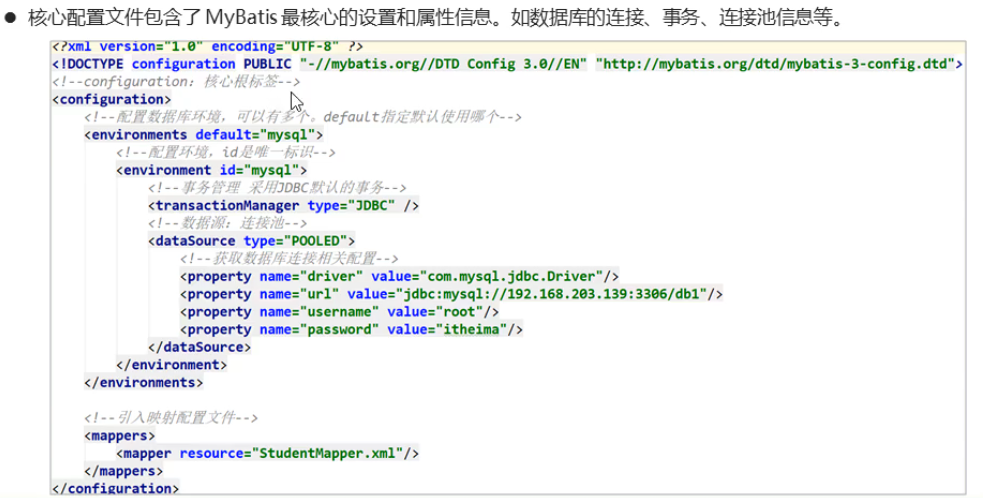 ● 核心配置文件包含了 MyBatis 最核心的设置和属性信息。如数据库的连接、事务、连接池信息等。
<?xml version="1.0" encoding="UTF-8" ?>
<!DOCTYPE configuration PUBLIC "-//mybatis.org//DTD Config 3.0//EN" "http://mybatis.org/dtd/mybatis-3-config.dtd">
<!--configuration：核心根标签-->
<configuration>
    <!--配置数据库环境，可以有多个。default指定默认使用哪个-->
    <environments default="mysql">
        <!--配置环境，id是唯一标识-->
        <environment id="mysql">
            <!--事务管理 采用JDBC默认的事务-->
            <transactionManager type="JDBC" />
            <!--数据源：连接池-->
            <dataSource type="POOLED">
                <!--获取数据库连接相关配置-->
                <property name="driver" value="com.mysql.jdbc.Driver"/>
                <property name="url" value="jdbc:mysql://192.168.203.139:3306/db1"/>
                <property name="username" value="root"/>
                <property name="password" value="itheima"/>
            </dataSource>
        </environment>
    </environments>
    <!--引入映射配置文件-->
    <mappers>
        <mapper resource="StudentMapper.xml"/>
    </mappers>
</configuration>